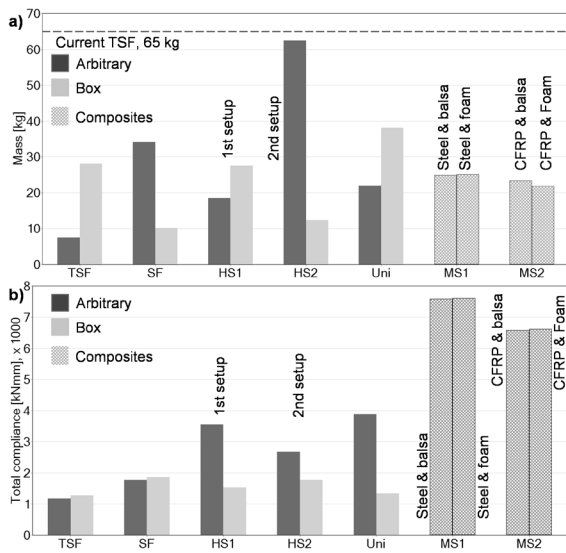 a)
70
60
50
40
30
20
10
0
Mass [kg]
Current TSF, 65 kg
Arbitrary
Box
Composites
1st setup
2nd setup
Steel & balsa
Steel & foam
CFRP & balsa
CFRP & Foam
TSF SF HS1 HS2 Uni MS1 MS2
b)
8
7
6
5
4
3
2
1
0
Total compliance [kNmm], x 1000
Arbitrary
Box
Composites
1st setup
2nd setup
Steel & balsa
Steel & foam
CFRP & balsa
CFRP & Foam
TSF SF HS1 HS2 Uni MS1 MS2